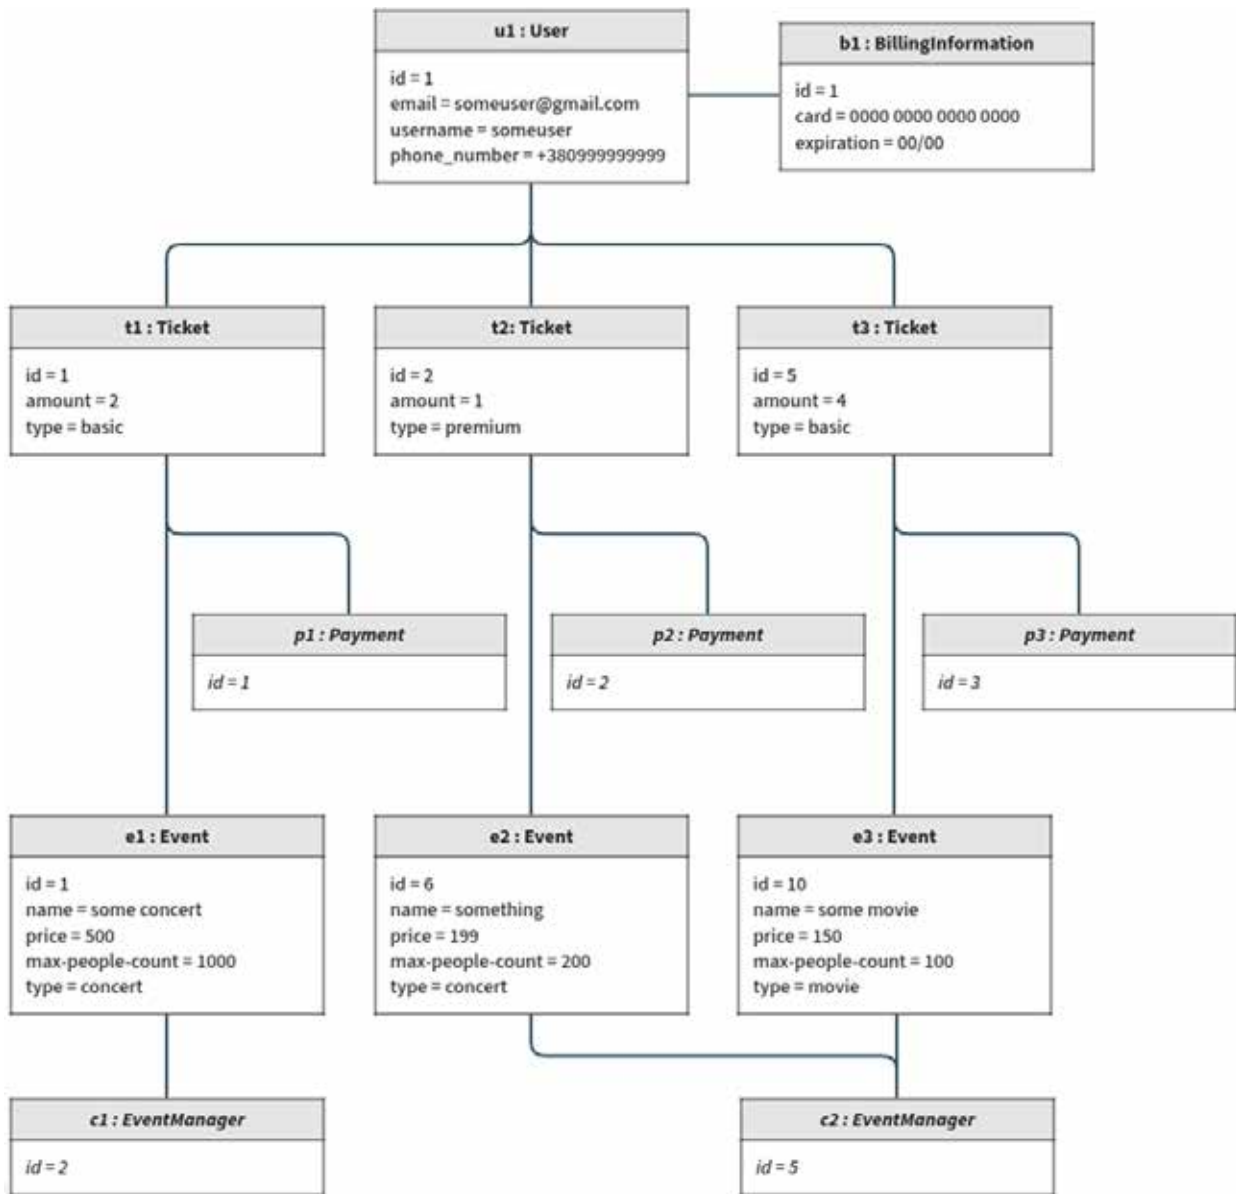 u1 : User
id = 1
email = someuser@gmail.com
username = someuser
phone_number = +380999999999
b1 : BillingInformation
id = 1
card = 0000 0000 0000 0000
expiration = 00/00
t1 : Ticket
id = 1
amount = 2
type = basic
t2: Ticket
id = 2
amount = 1
type = premium
t3 : Ticket
id = 5
amount = 4
type = basic
p1 : Payment
id = 1
p2 : Payment
id = 2
p3 : Payment
id = 3
e1 : Event
id = 1
name = some concert
price = 500
max-people-count = 1000
type = concert
e2 : Event
id = 6
name = something
price = 199
max-people-count = 200
type = concert
e3 : Event
id = 10
name = some movie
price = 150
max-people-count = 100
type = movie
c1 : EventManager
id = 2
c2 : EventManager
id = 5